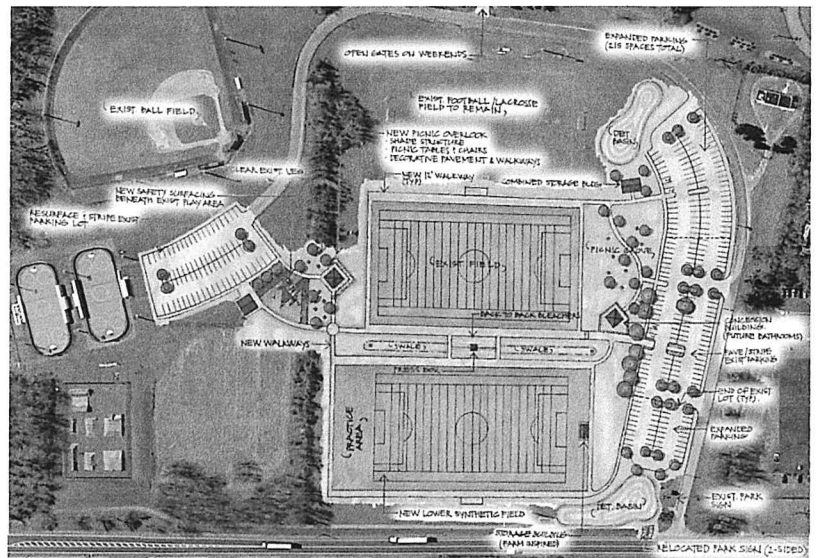 EXPANDED PARKING
(218 SPACES TOTAL)
OPEN GATES ON WEEKENDS
EXIST. BALL FIELD
EXIST. FOOTBALL/LACROSSE
FIELD TO REMAIN
DET.
BASIN
NEW PICNIC OVERLOOK
- SHADE STRUCTURE
- PICNIC TABLES & CHAIRS
- DECORATIVE PAVEMENT & WALKWAYS
CLEAR EXIST. VEG
NEW 12' WALKWAY
(TYP)
COMBINED STORAGE BLDG
NEW SAFETY SURFACING
BENEATH EXIST PLAY AREA
RESURFACE & STRIPE EXIST.
PARKING LOT
EXIST FIELD
PICNIC GROVE
BACK TO BACK BLEACHERS
CONCESSION
BUILDING
(FUTURE BATHROOMS)
NEW WALKWAYS
SWALE
SWALE
PAVE/STRIPE
EXIST PARKING
PRESS BOX
END OF EXIST
LOT (TYP).
PRACTICE
AREA
EXPANDED
PARKING
EXIST. PARK
SIGN
NEW LOWER SYNTHETIC FIELD
DET. BASIN
STORAGE BUILDING
(FARM INSPIRED)
RELOCATED PARK SIGN (2-SIDED)